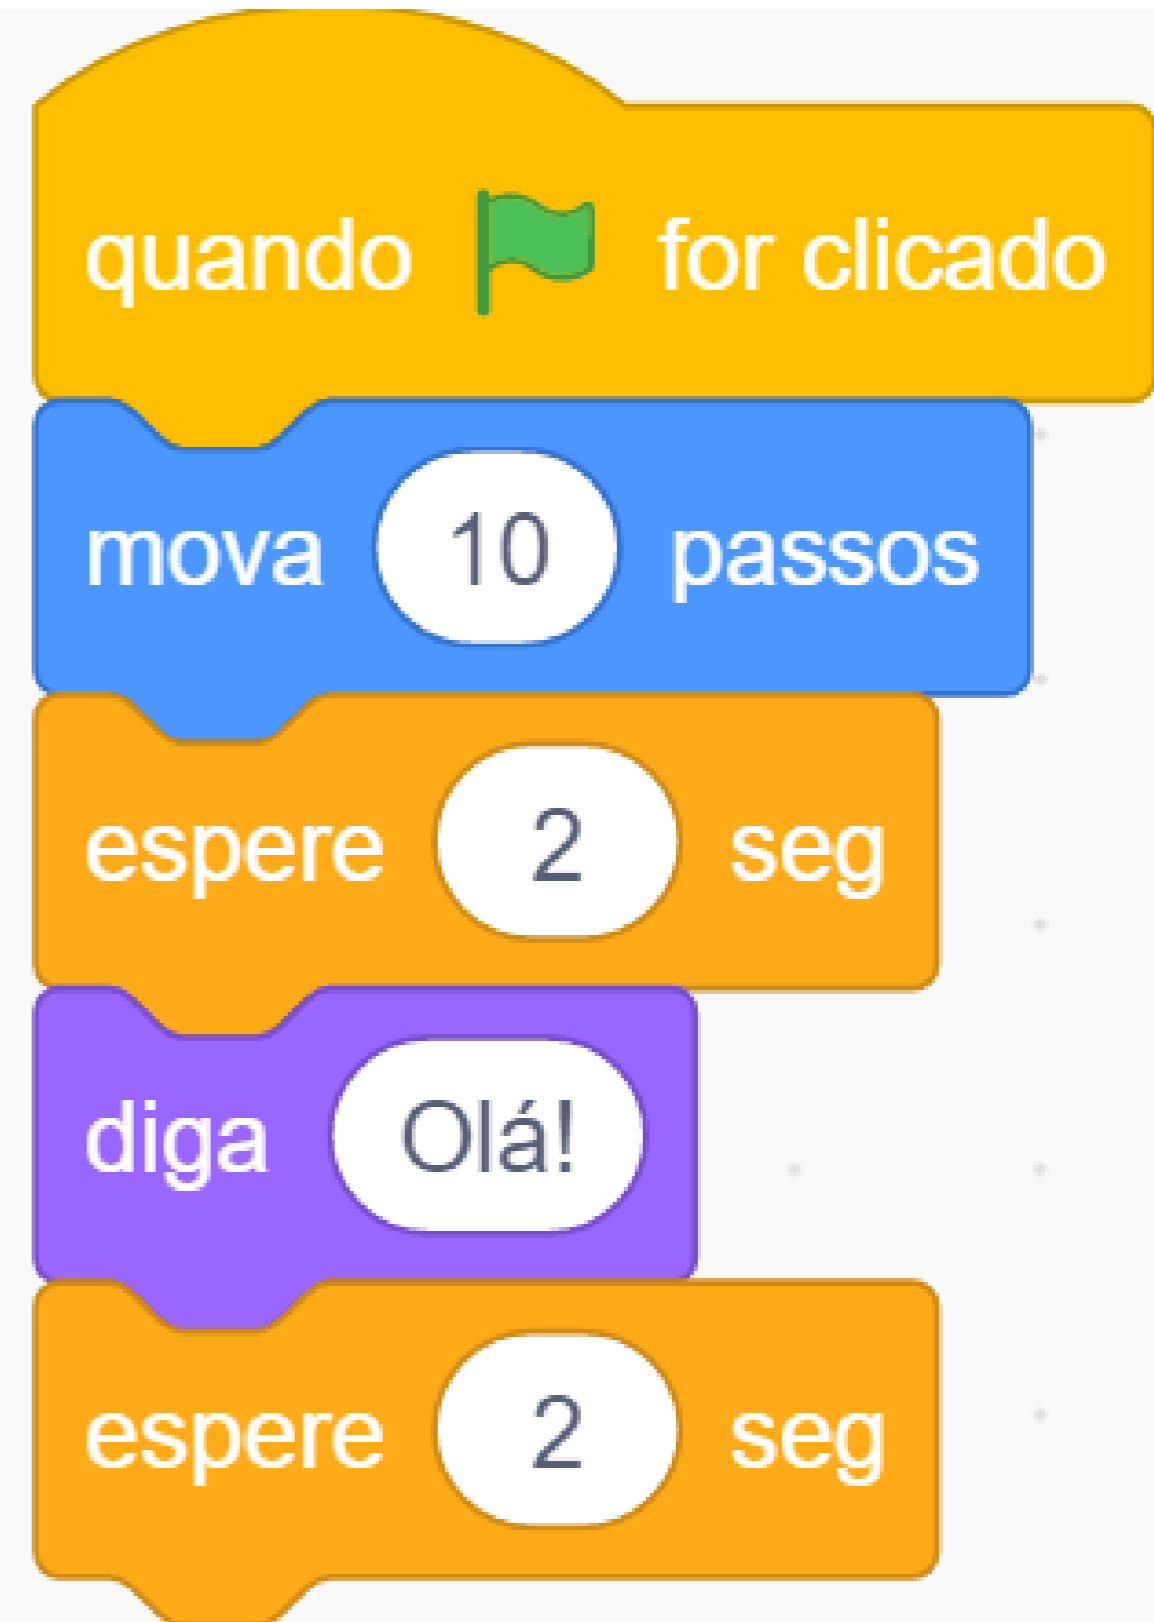 quando for clicado
mova 10 passos
espere 2 seg
diga Olá!
espere 2 seg